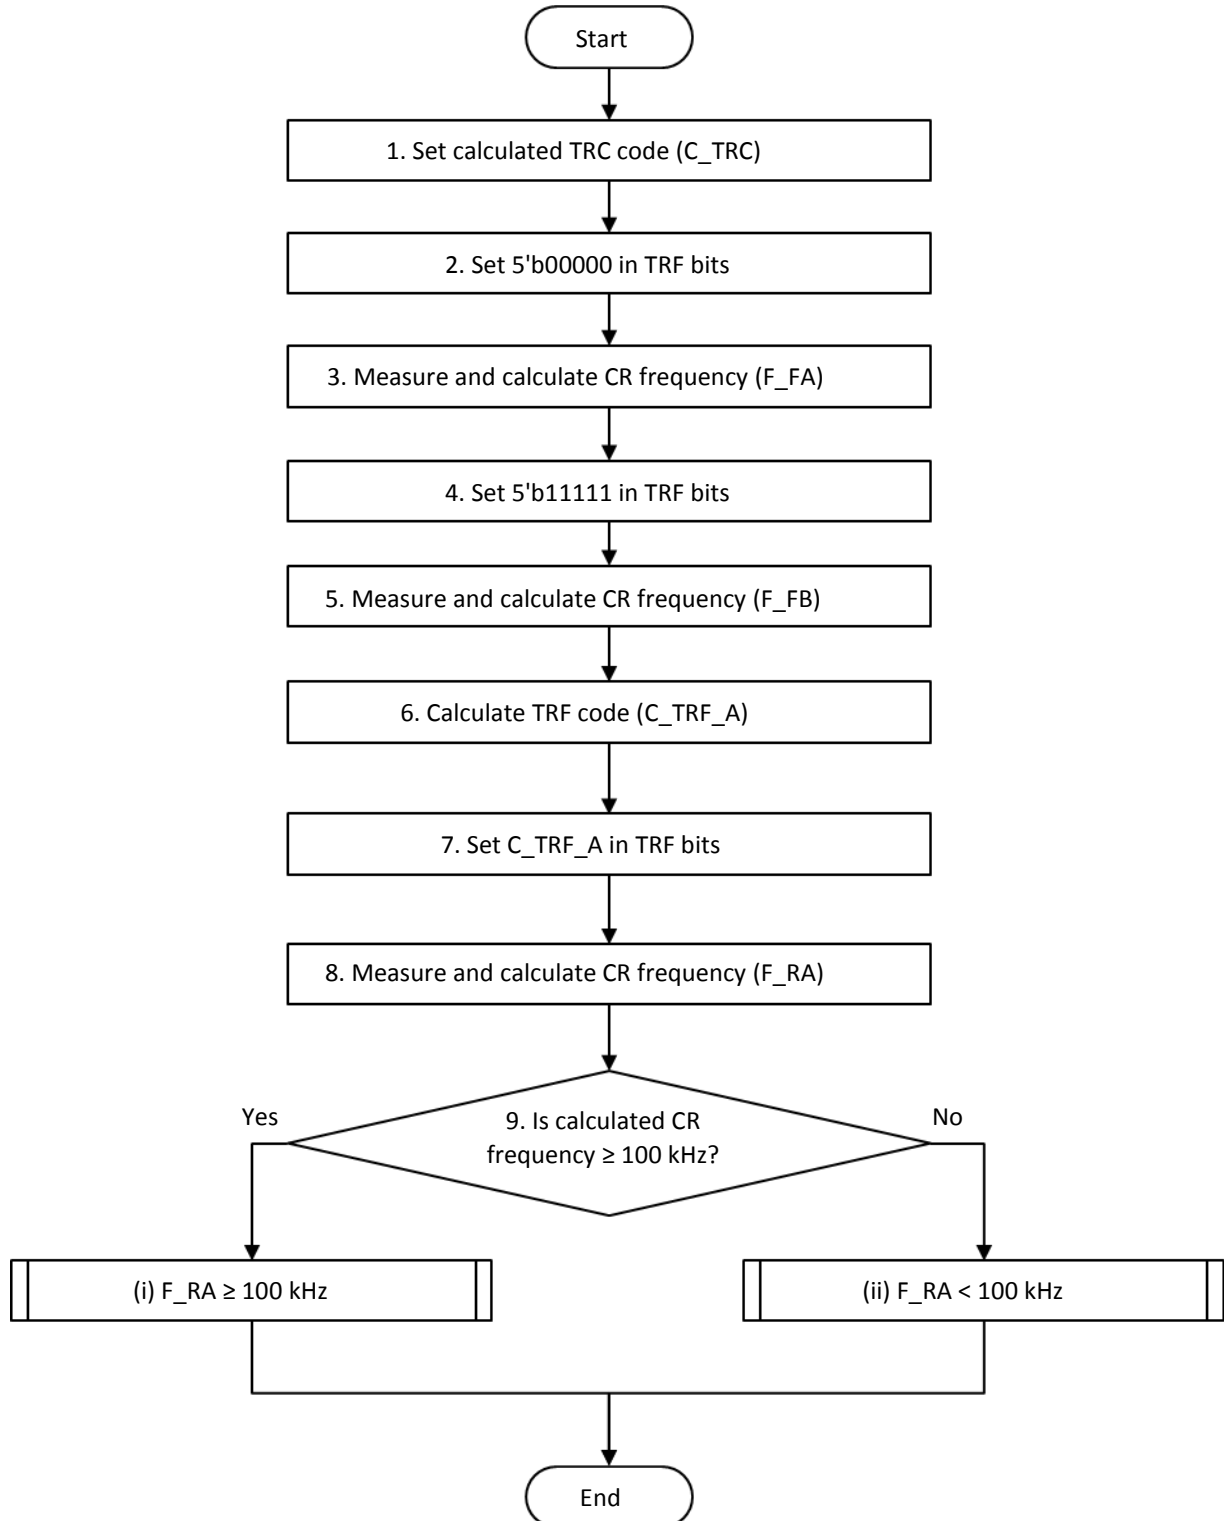 Start
1. Set calculated TRC code (C_TRC)
2. Set 5'b00000 in TRF bits
3. Measure and calculate CR frequency (F_FA)
4. Set 5'b11111 in TRF bits
5. Measure and calculate CR frequency (F_FB)
6. Calculate TRF code (C_TRF_A)
7. Set C_TRF_A in TRF bits
8. Measure and calculate CR frequency (F_RA)
Yes
9. Is calculated CR
frequency ≥ 100 kHz?
No
(i) F_RA ≥ 100 kHz
(ii) F_RA < 100 kHz
End